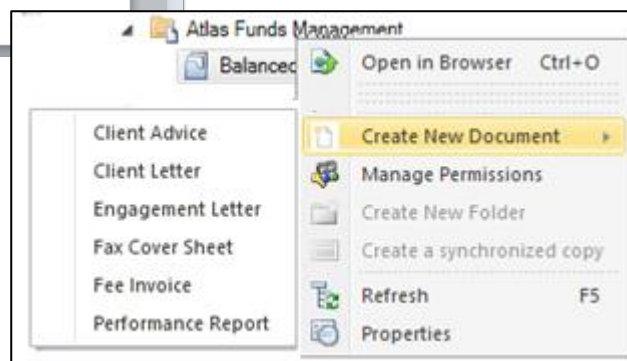 Atlas Funds Management
Balanced
Open in Browser Ctrl+O
Create New Document
Manage Permissions
Create New Folder
Create a synchronized copy
Refresh F5
Properties
Client Advice
Client Letter
Engagement Letter
Fax Cover Sheet
Fee Invoice
Performance Report